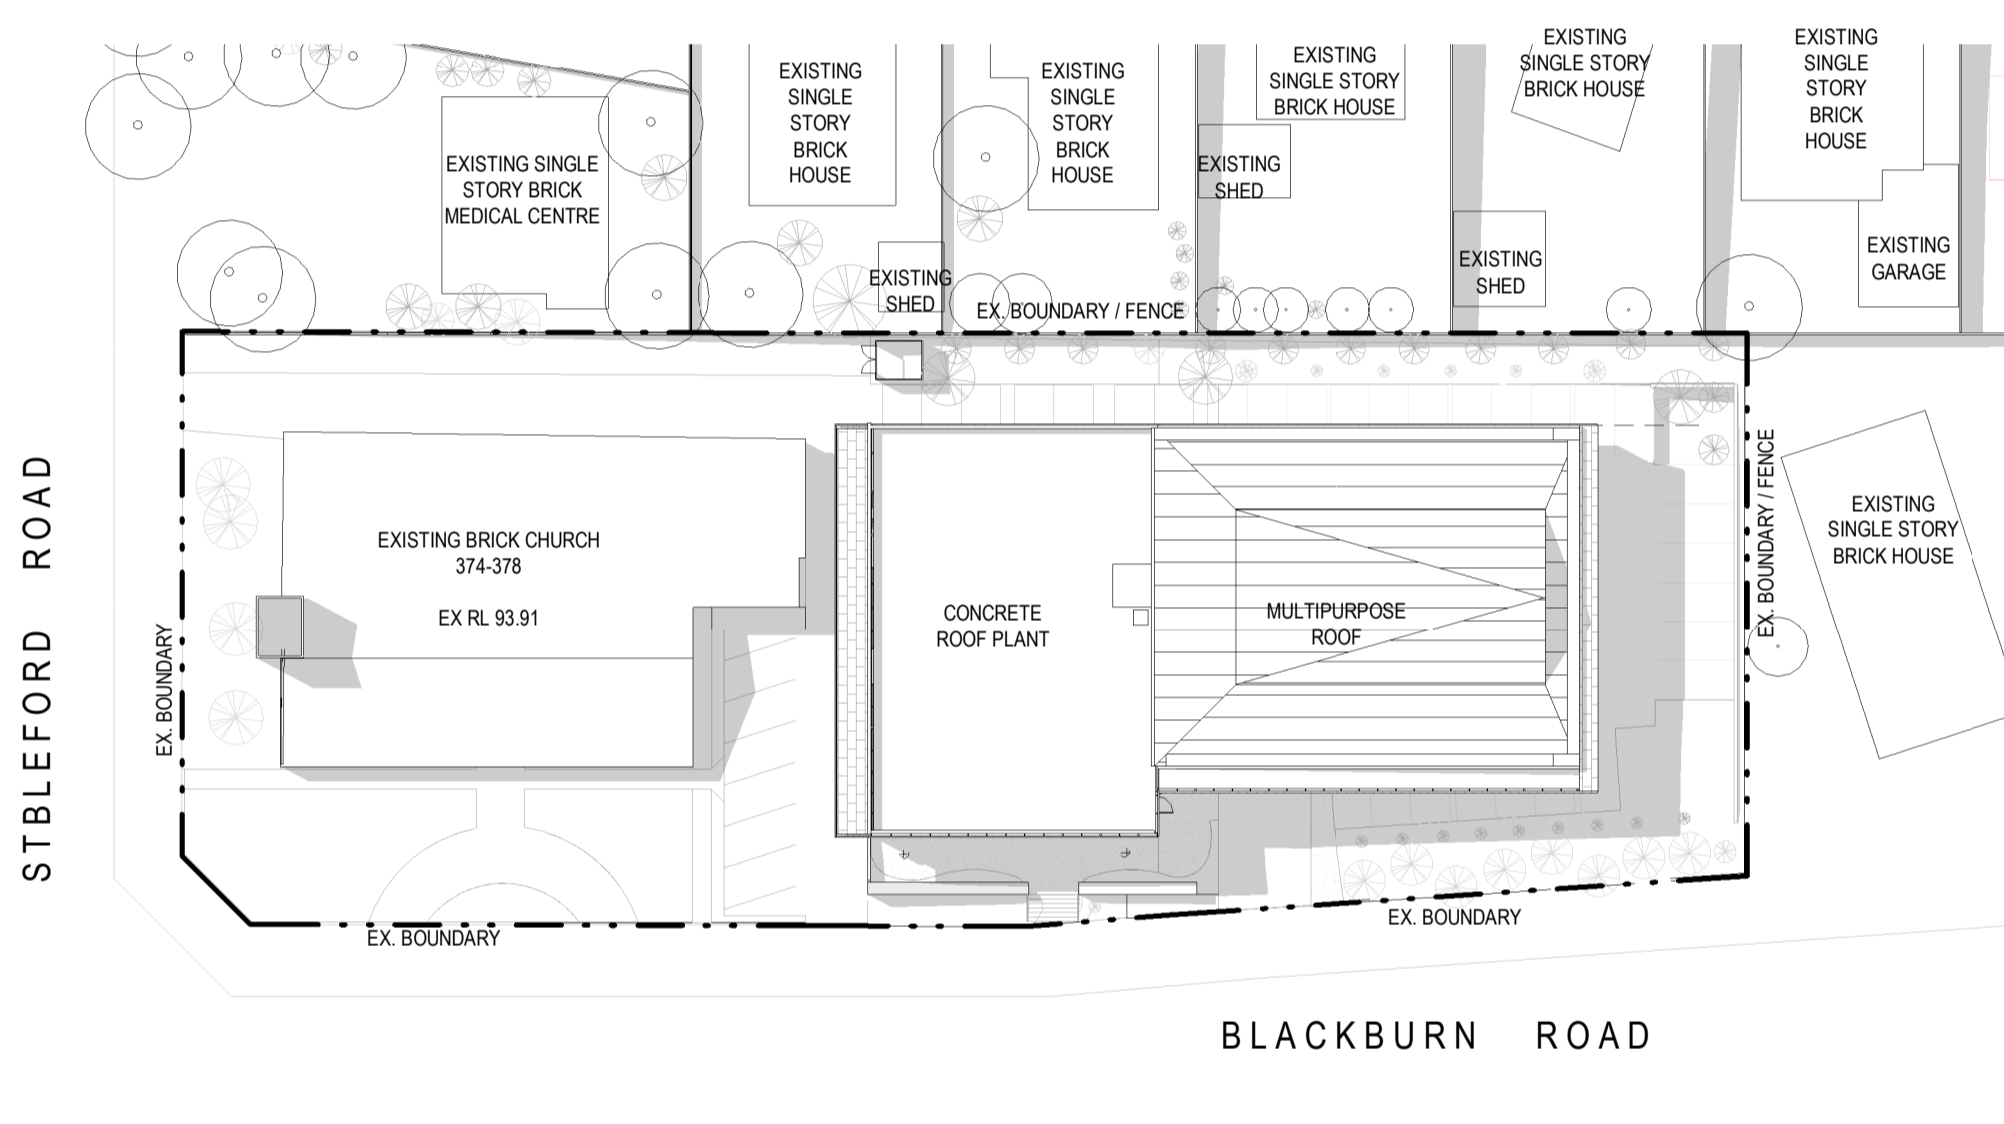 EXISTING SINGLE
STORY BRICK
MEDICAL CENTRE
EXISTING
SINGLE
STORY
BRICK
HOUSE
EXISTING
SHED
EXISTING
SINGLE
STORY
BRICK
HOUSE
EX. BOUNDARY / FENCE
EXISTING
SINGLE STORY
BRICK HOUSE
EXISTING
SHED
EXISTING
SINGLE STORY
BRICK HOUSE
EXISTING
SHED
EXISTING
SINGLE
STORY
BRICK
HOUSE
EXISTING
GARAGE
STBLEFORD ROAD
EX. BOUNDARY
EXISTING BRICK CHURCH
374-378
EX RL 93.91
CONCRETE
ROOF PLANT
MULTIPURPOSE
ROOF
EX. BOUNDARY / FENCE
EXISTING
SINGLE STORY
BRICK HOUSE
EX. BOUNDARY
EX. BOUNDARY
BLACKBURN ROAD